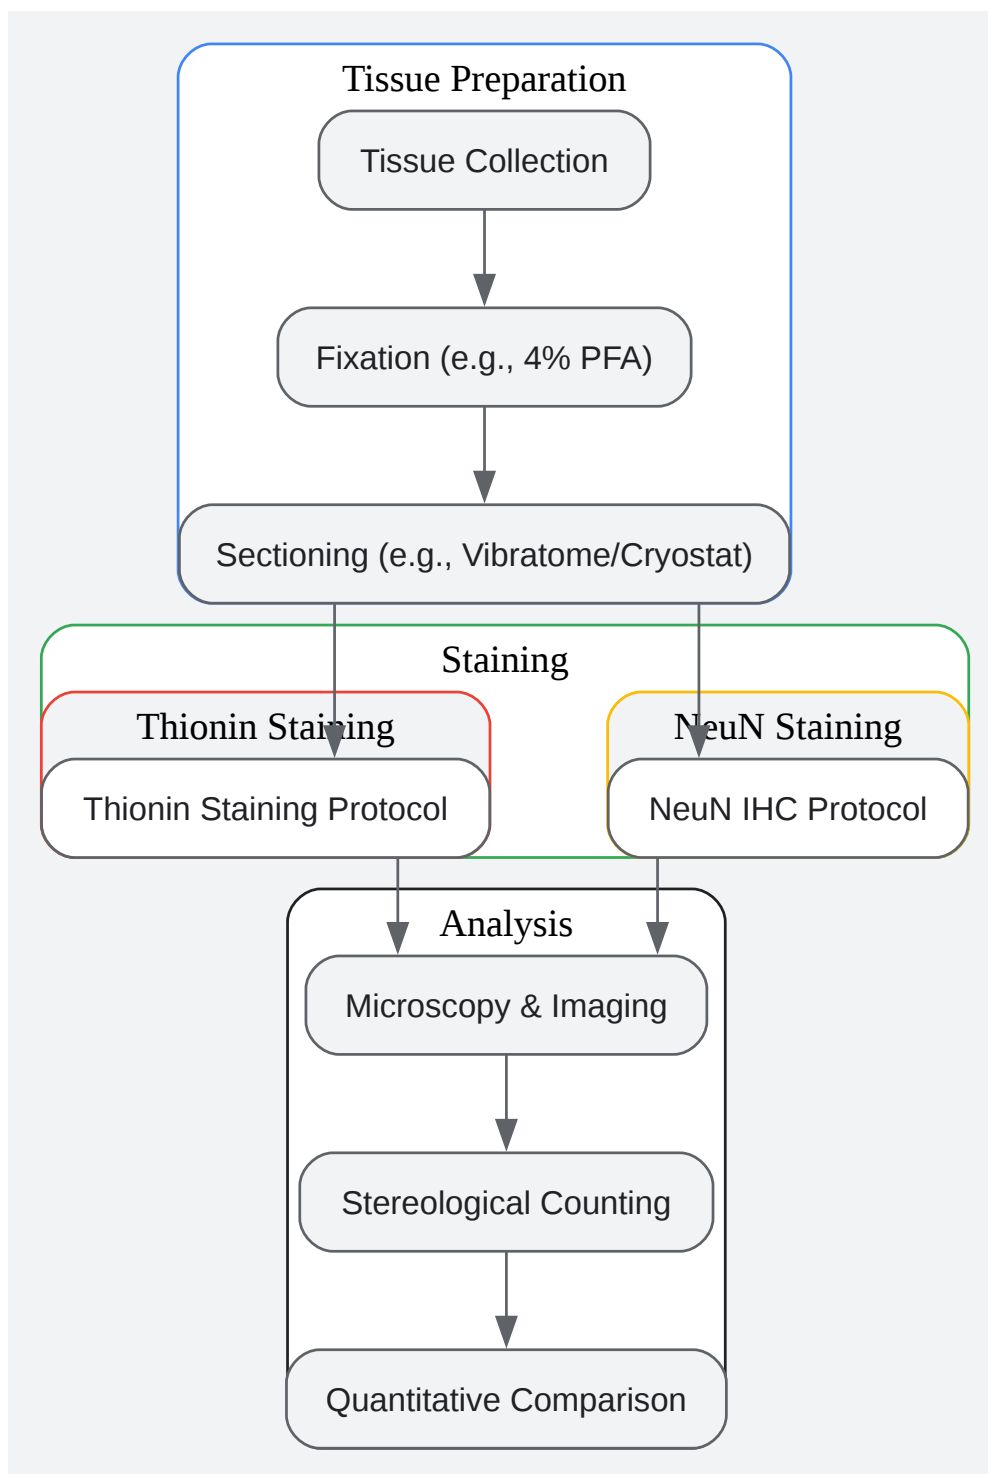 Tissue Preparation
Tissue Collection
Fixation (e.g., 4% PFA)
Sectioning (e.g., Vibratome/Cryostat)
Staining
Thionin Staining
NeuN Staining
Thionin Staining Protocol
NeuN IHC Protocol
Analysis
Microscopy & Imaging
Stereological Counting
Quantitative Comparison